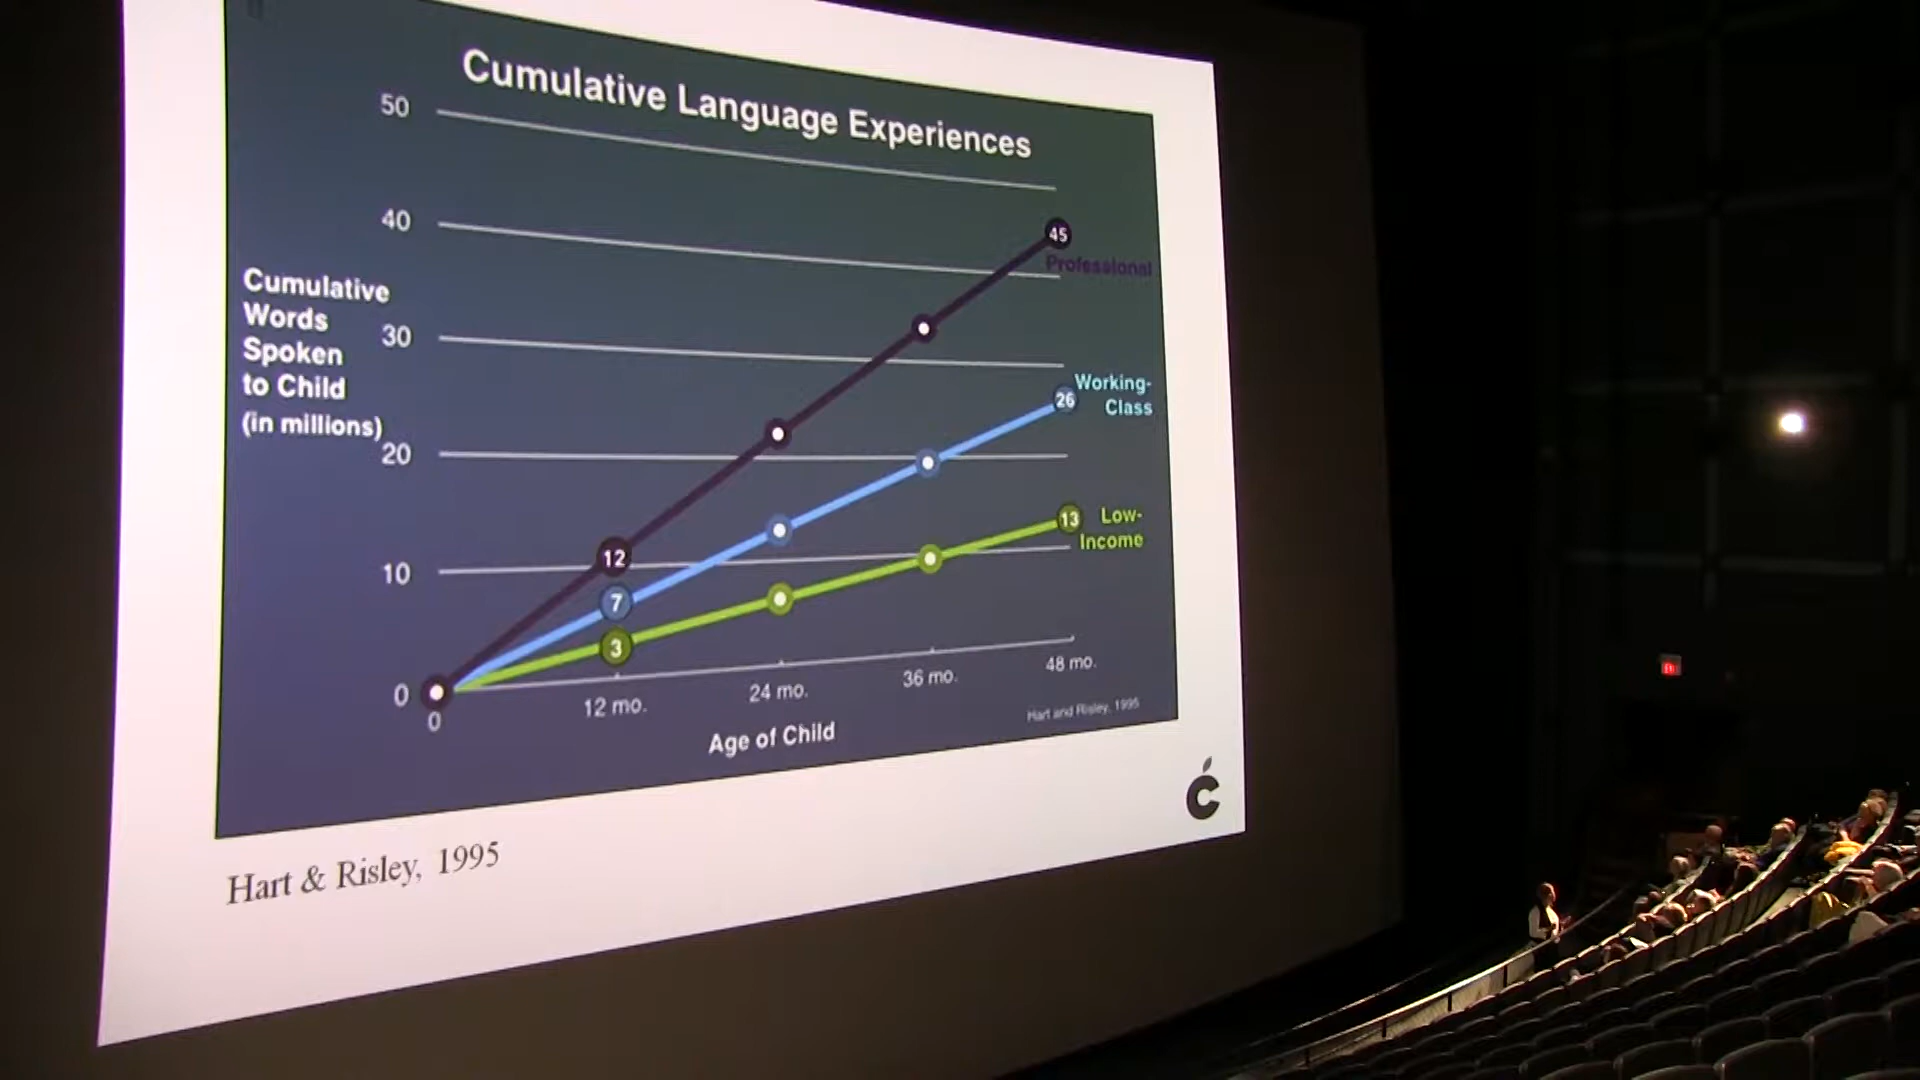 Cumulative Language Experiences
50
40
30
20
10
0
Cumulative
Words
Spoken
to Child
(in millions)
45
Professional
26
Working-
Class
13
Low-
Income
12
7
3
0
12 mo.
24 mo.
36 mo.
48 mo.
Age of Child
Hart and Risley, 1995
Hart & Risley, 1995